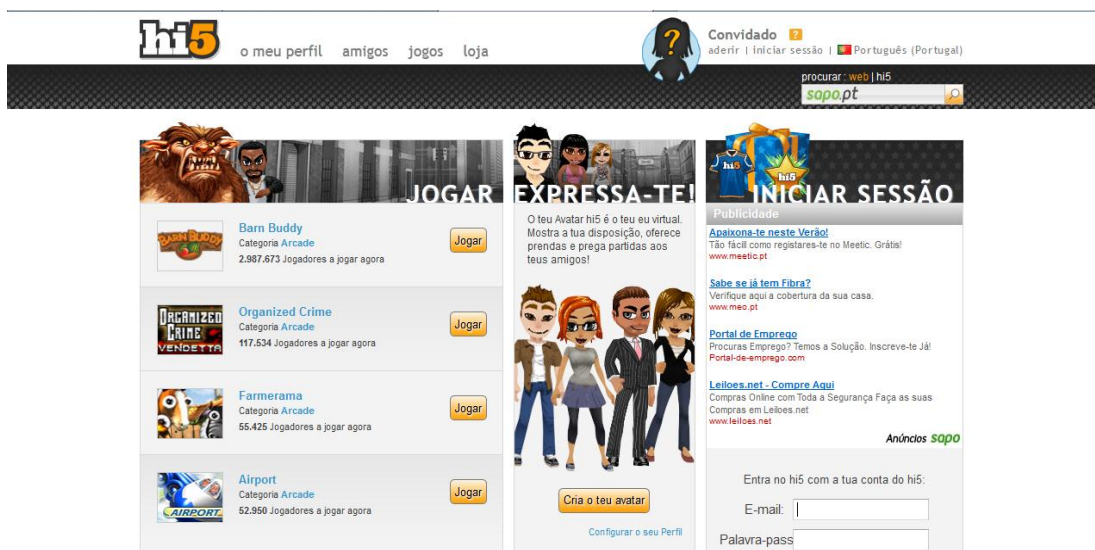 hi5
o meu perfil amigos jogos loja
Convidado ?
aderir | iniciar sessão | Português (Portugal)
procurar : web | hi5
sapo.pt
JOGAR
Barn Buddy
Categoria Arcade
2.987.673 Jogadores a jogar agora
Jogar
BARN BUDDY
Organized Crime
Categoria Arcade
117.534 Jogadores a jogar agora
Jogar
ORGANIZED
CRIME
VENDETTA
Farmerama
Categoria Arcade
55.425 Jogadores a jogar agora
Jogar
Airport
Categoria Arcade
52.950 Jogadores a jogar agora
Jogar
AIRPORT
EXPRESSA-TE!
O teu Avatar hi5 é o teu eu virtual.
Mostra a tua disposição, oferece
prendas e prega partidas aos
teus amigos!
Cria o teu avatar
Configurar o seu Perfil
hi5
hi5
INICIAR SESSÃO
Publicidade
Apaixona-te neste Verão!
Tão fácil como registares-te no Meetic. Grátis!
www.meetic.pt
Sabe se já tem Fibra?
Verifique aqui a cobertura da sua casa.
www.meo.pt
Portal de Emprego
Procuras Emprego? Temos a Solução. Inscreve-te Já!
Portal-de-emprego.com
Leiloes.net - Compre Aqui
Compras Online com Toda a Segurança Faça as suas
Compras em Leiloes.net
www.leiloes.net
Anúncios sapo
Entra no hi5 com a tua conta do hi5:
E-mail:
Palavra-pass